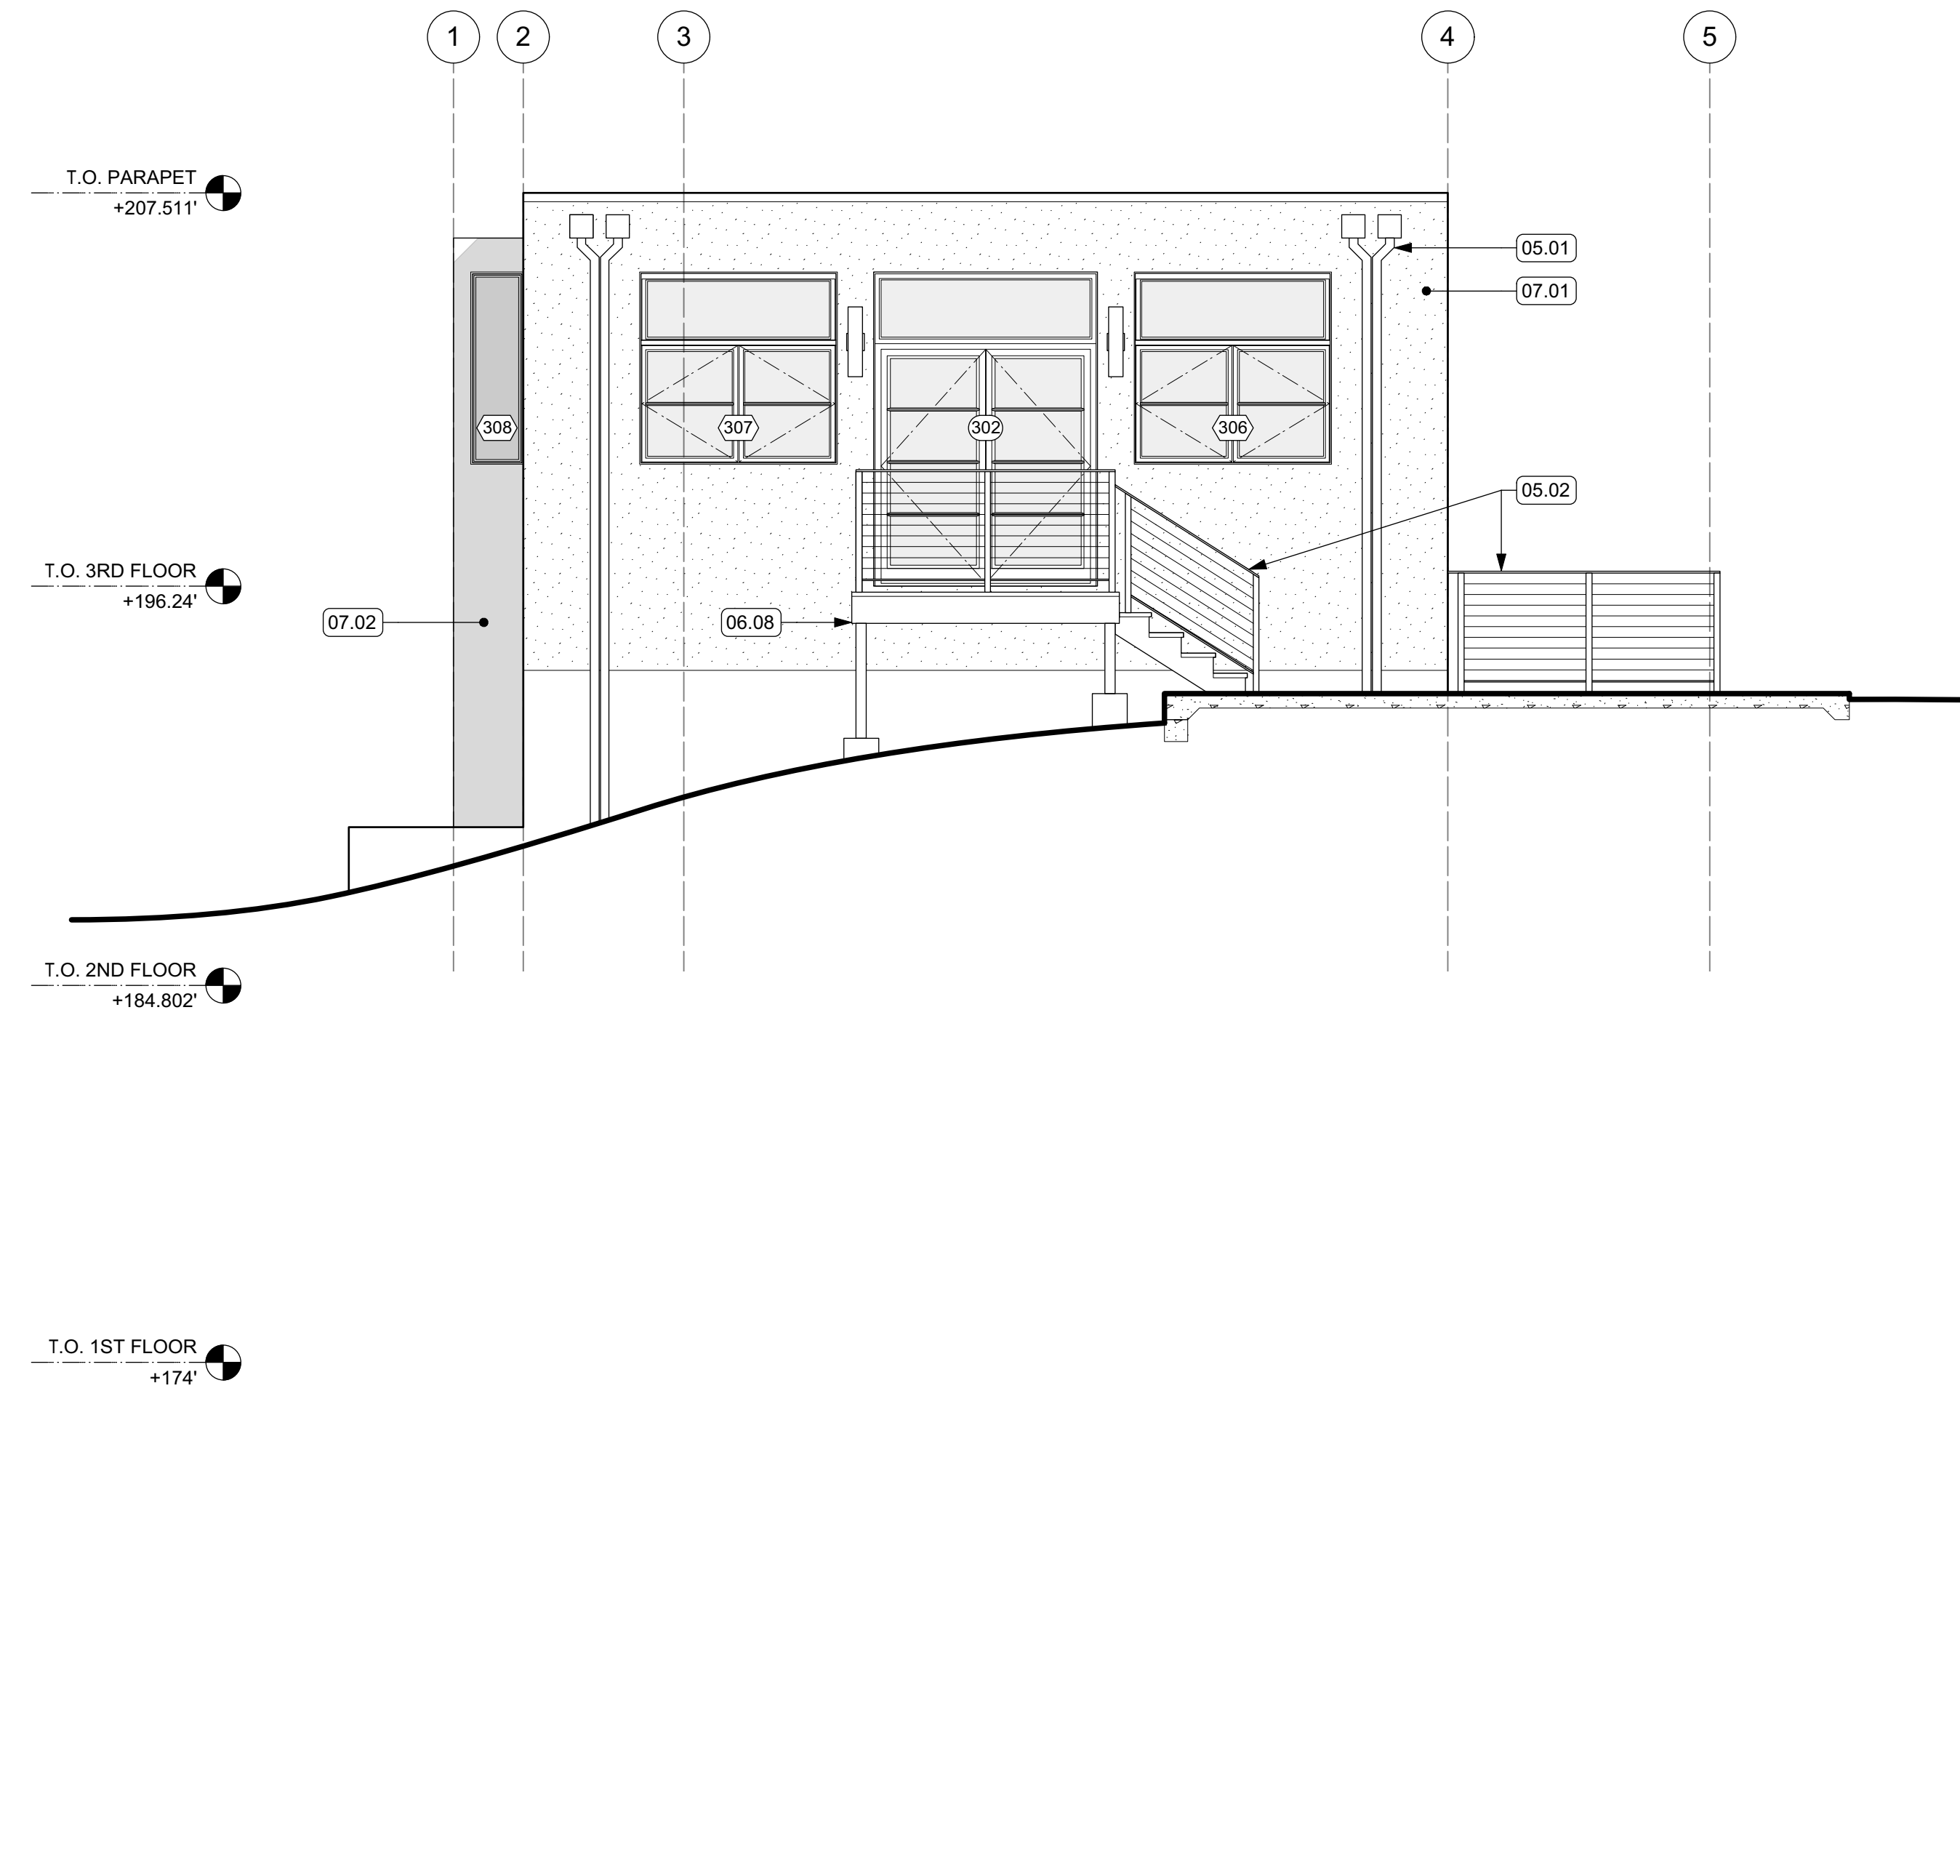 1 2 3 4 5
T.O. PARAPET
+207.511'
05.01
07.01
308 307 302 306
05.02
T.O. 3RD FLOOR
+196.24'
07.02 06.08
T.O. 2ND FLOOR
+184.802'
T.O. 1ST FLOOR
+174'